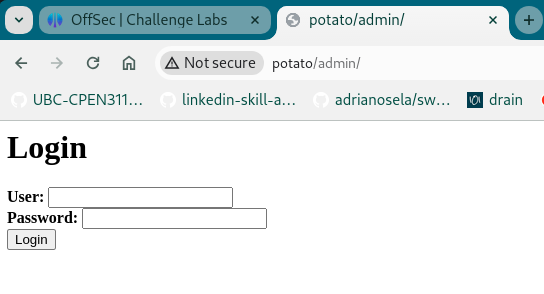 OffSec | Challenge Labs
potato/admin/
Not secure
potato/admin/
UBC-CPEN311...
linkedin-skill-a...
adrianosela/sw...
drain
Login
User:
Password:
Login